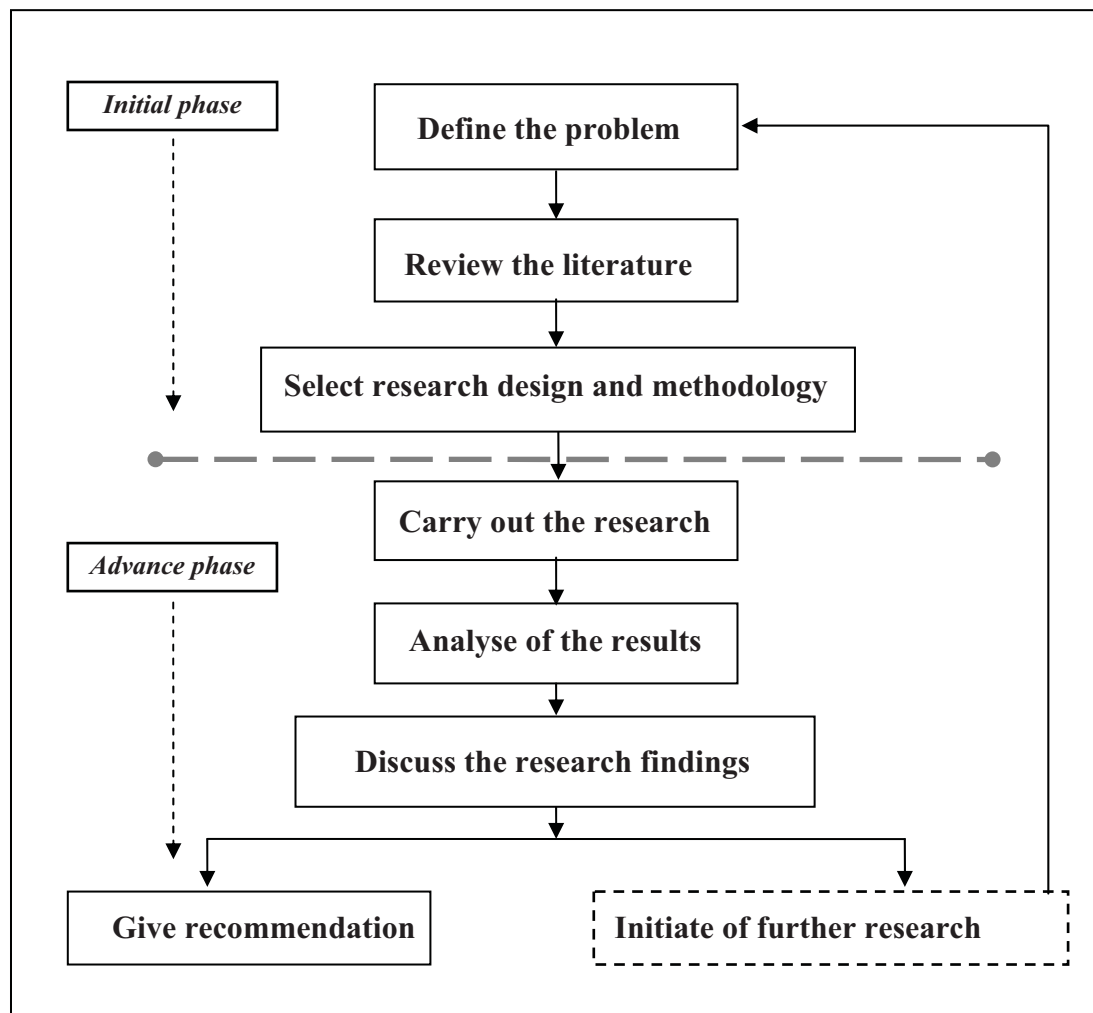 Initial phase
Define the problem
Review the literature
Select research design and methodology
Carry out the research
Advance phase
Analyse of the results
Discuss the research findings
Give recommendation
Initiate of further research